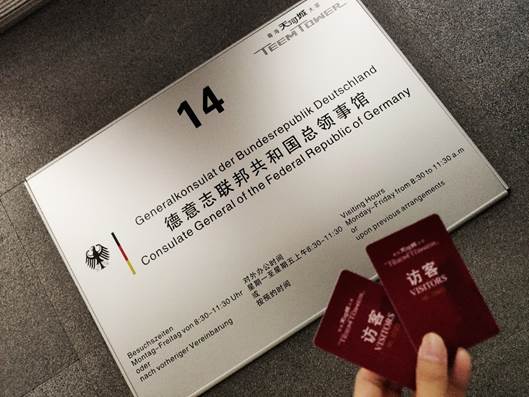 粤海天河城大厦
TEEMTOWER
14
Generalkonsulat der Bundesrepublik Deutschland
德意志联邦共和国总领事馆
Consulate General of the Federal Republic of Germany
Besuchszeiten
Montag–Freitag von 8:30–11:30 Uhr
oder
nach vorheriger Vereinbarung
对外办公时间
星期一至星期五上午8:30–11:30
或
按预约时间
Visiting Hours
Monday–Friday from 8:30 to 11:30 a.m
or
upon previous arrangements
访客
VISITORS
访客
VISITORS